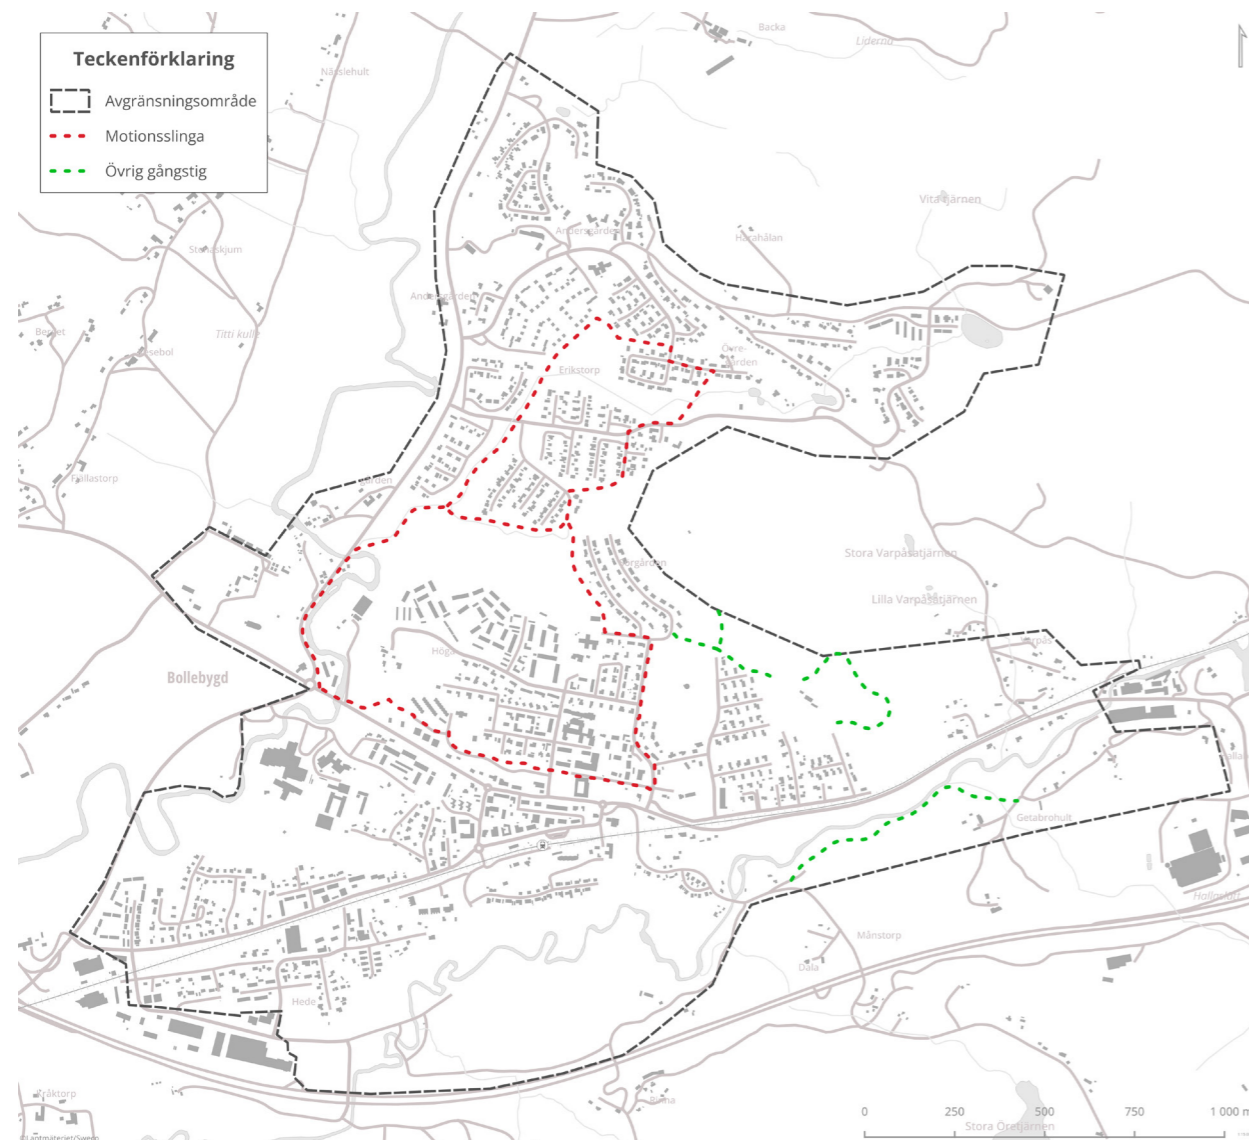 Teckenförklaring
Avgränsningsområde
Motionsslinga
Övrig gångstig
Backa
Liderna
Nässlehult
Vita tjärnen
Andersgården
Harahålan
Titti kulle
Övre-
gården
Erikstorp
Fjällastorp
Stora Varpåsatjärnen
Lilla Varpåsatjärnen
Bollebygd
Getabrohult
Månstorp
Dala
Hede
Stora Öretjärnen
0 250 500 750 1 000 m